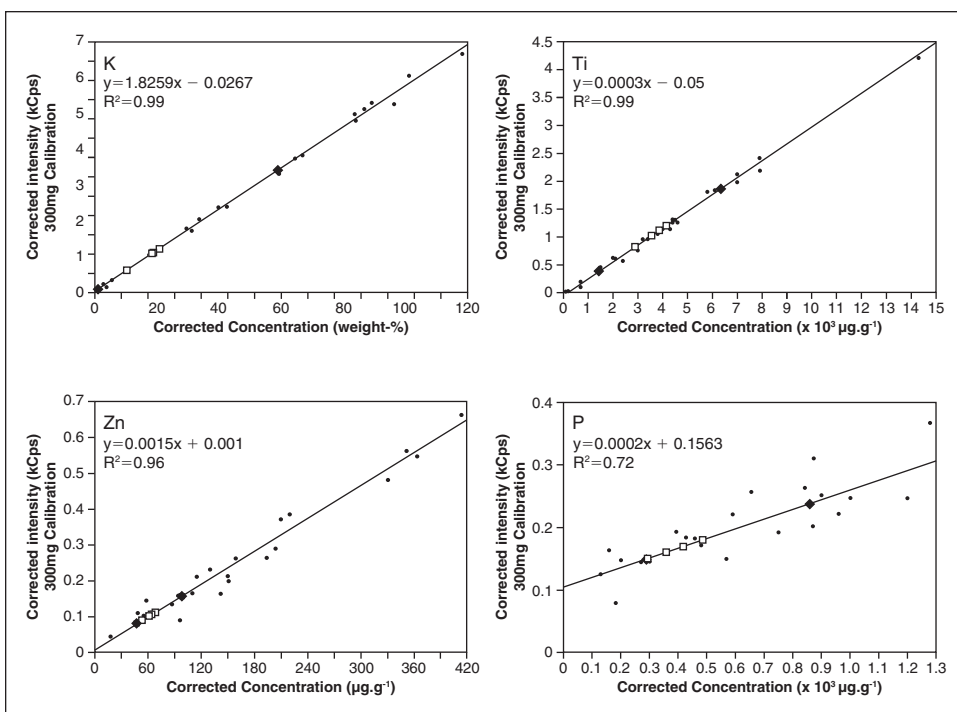 K
y=1.8259x − 0.0267
R²=0.99
Corrected intensity (kCps)
300mg Calibration
7
6
5
4
3
2
1
0
0 20 40 60 80 100 120
Corrected Concentration (weight-%)
Ti
y=0.0003x − 0.05
R²=0.99
Corrected intensity (kCps)
300mg Calibration
4.5
4
3.5
3
2.5
2
1.5
1
0.5
0
0 1 2 3 4 5 6 7 8 9 10 11 12 13 14 15
Corrected Concentration (x 10³ µg.g⁻¹)
Zn
y=0.0015x + 0.001
R²=0.96
Corrected intensity (kCps)
300mg Calibration
0.7
0.6
0.5
0.4
0.3
0.2
0.1
0
0 60 120 180 240 300 360 420
Corrected Concentration (µg.g⁻¹)
P
y=0.0002x + 0.1563
R²=0.72
Corrected intensity (kCps)
300mg Calibration
0.4
0.3
0.2
0.1
0
0 0.1 0.2 0.3 0.4 0.5 0.6 0.7 0.8 0.9 1.0 1.2 1.3
Corrected Concentration (x 10³ µg.g⁻¹)